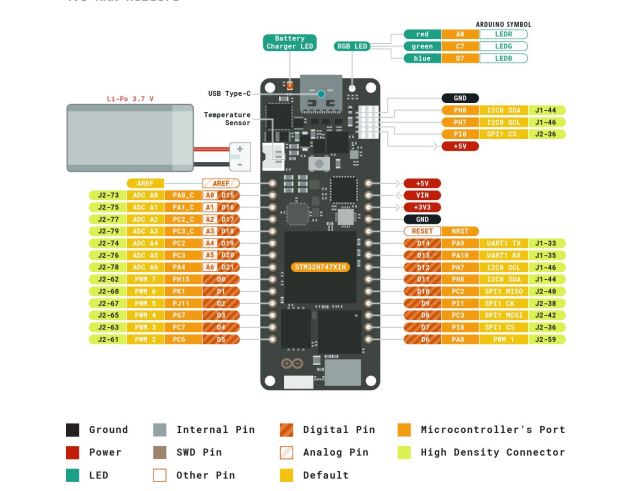 ARDUINO SYMBOL
red A8 LEDR
Battery Charger LED
RGB LED
green C7 LEDG
blue D7 LEDB
USB Type-C
Li-Po 3.7 V
GND
PH8 I2C0 SDA J1-44
Temperature Sensor
PH7 I2C0 SCL J1-46
PI0 SPI1 CS J2-36
+5V
+
-
AREF AREF
+5V
J2-73 ADC A0 PA0_C A0 D15
VIN
J2-75 ADC A1 PA1_C A1 D16
+3V3
J2-77 ADC A2 PC2_C A2 D17
GND
J2-79 ADC A3 PC3_C A3 D18
RESET NRST
J2-74 ADC A4 PC2 A4 D19
D14 PA9 UART1 TX J1-33
J2-76 ADC A5 PC3 A5 D20
D13 PA10 UART1 RX J1-35
J2-78 ADC A6 PA4 A6 D21
D12 PH7 I2C0 SCL J1-46
J2-62 PWM 7 PH15 D0
D11 PH8 I2C0 SDA J1-44
STM32H747XIH
J2-60 PWM 6 PK1 D1
D10 PC2 SPI1 MISO J2-40
J2-67 PWM 5 PJ11 D2
D9 PI1 SPI1 CK J2-38
J2-65 PWM 4 PG7 D3
D8 PC3 SPI1 MOSI J2-42
J2-63 PWM 3 PC7 D4
D7 PI0 SPI1 CS J2-36
J2-61 PWM 2 PC6 D5
D6 PA8 PWM 1 J2-59
Ground Internal Pin Digital Pin Microcontroller's Port
Power SWD Pin Analog Pin High Density Connector
LED Other Pin Default